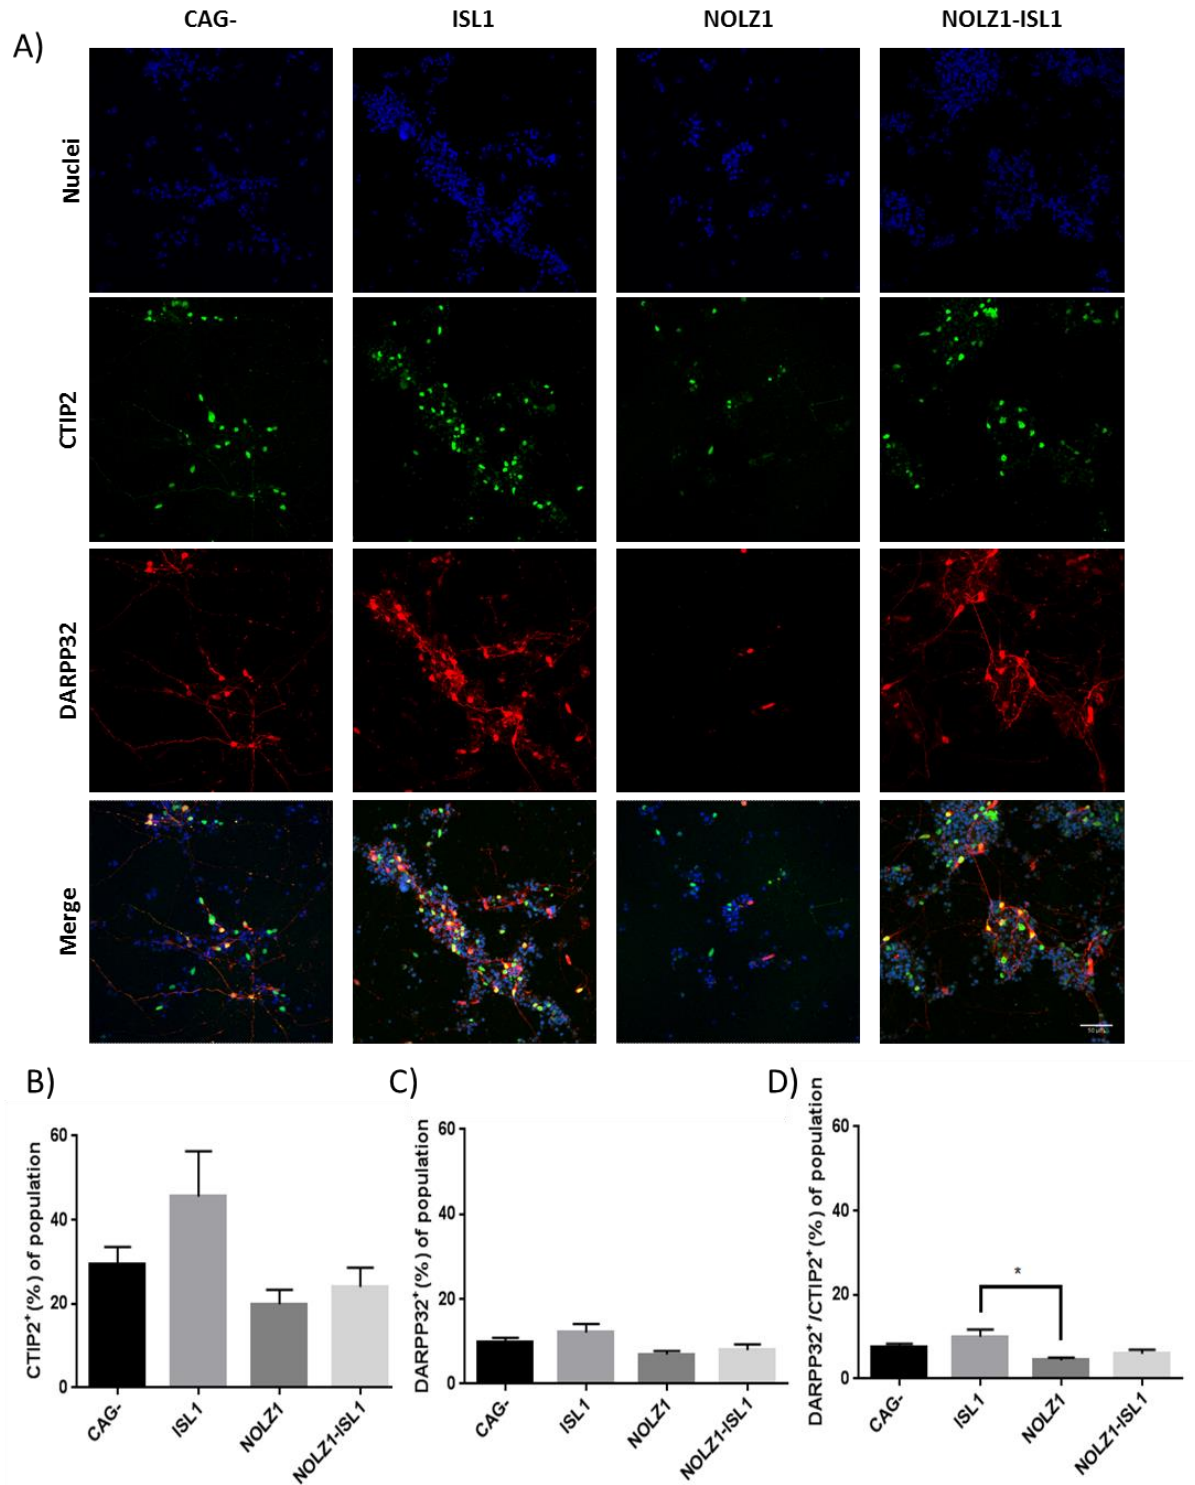 CAG- ISL1 NOLZ1 NOLZ1-ISL1
A)
Nuclei
CTIP2
DARPP32
Merge
50 µm
B)
CTIP2⁺ (%) of population
60
40
20
0
CAG-
ISL1
NOLZ1
NOLZ1-ISL1
C)
DARPP32⁺ (%) of population
60
40
20
0
CAG-
ISL1
NOLZ1
NOLZ1-ISL1
D)
DARPP32⁺/CTIP2⁺ (%) of population
60
40
20
0
*
CAG-
ISL1
NOLZ1
NOLZ1-ISL1